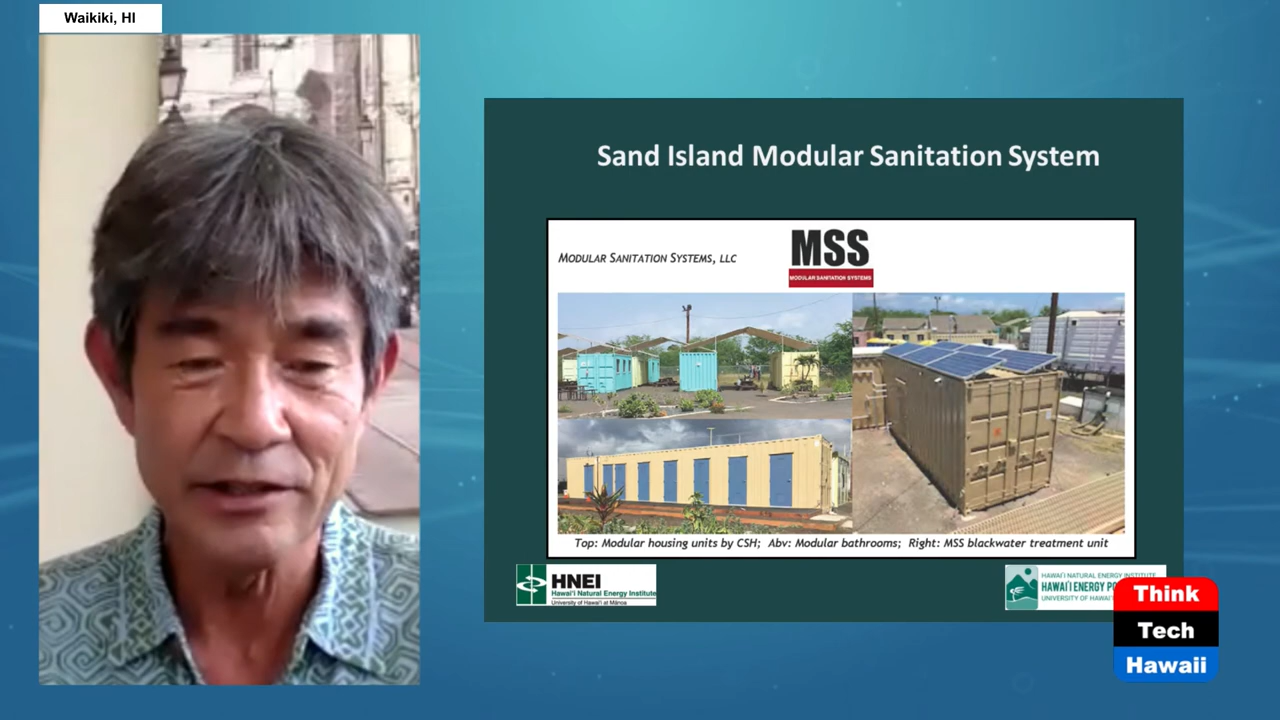 Waikiki, HI
Sand Island Modular Sanitation System
MODULAR SANITATION SYSTEMS, LLC
MSS
MODULAR SANITATION SYSTEMS
Top: Modular housing units by CSH; Abv: Modular bathrooms; Right: MSS blackwater treatment unit
HNEI
Hawai'i Natural Energy Institute
University of Hawai'i at Mānoa
HAWAI'I NATURAL ENERGY INSTITUTE
HAWAI'I ENERGY
UNIVERSITY OF
Think
Tech
Hawaii